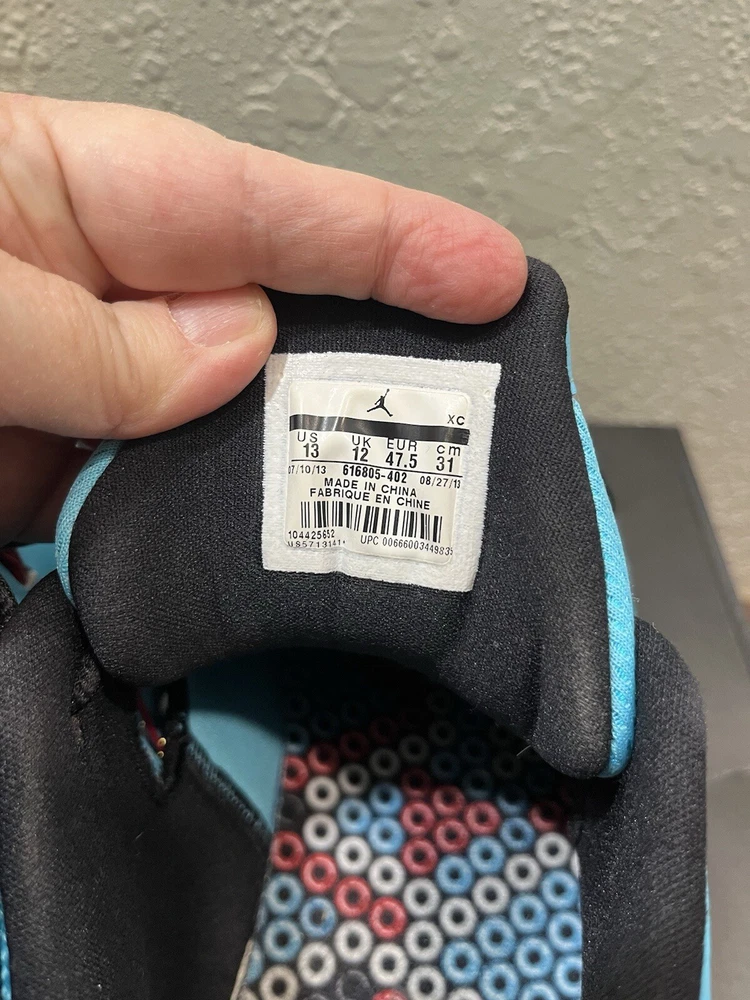 XC
US UK EUR cm
13 12 47.5 31
07/10/13 616805-402 08/27/13
MADE IN CHINA
FABRIQUE EN CHINE
104425652 UPC 00666003449835